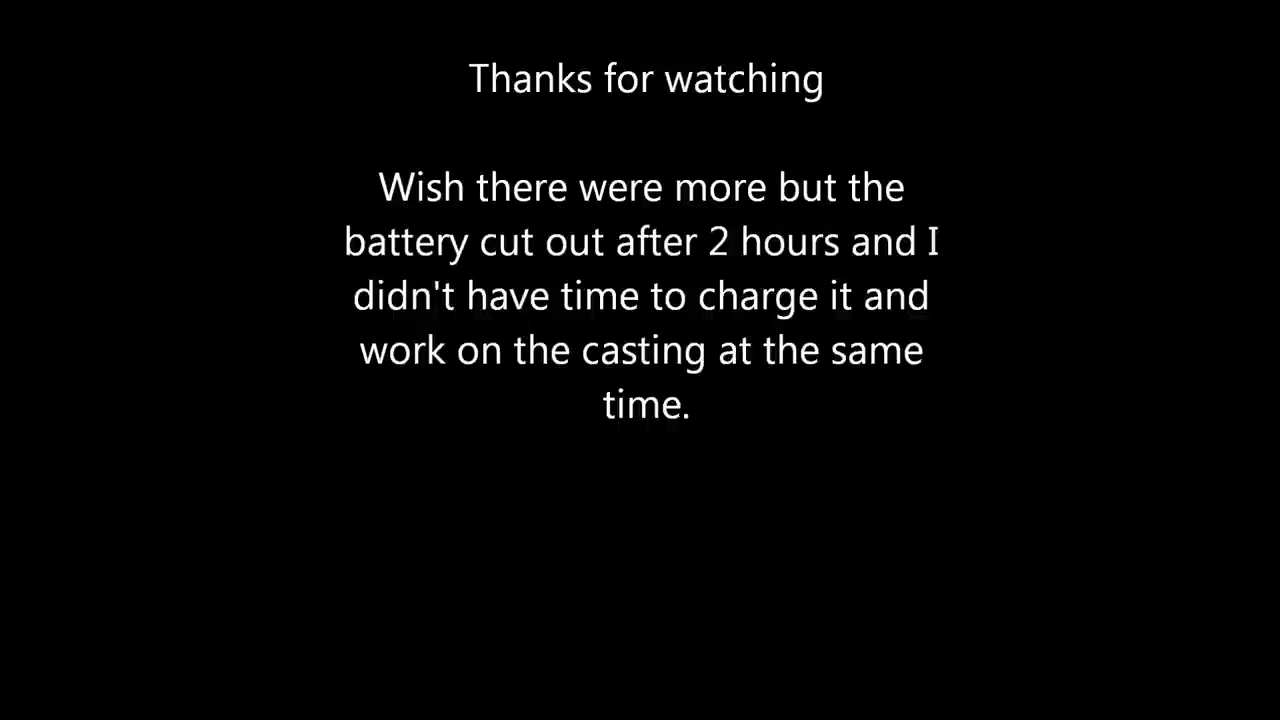 Thanks for watching
Wish there were more but the
battery cut out after 2 hours and I
didn't have time to charge it and
work on the casting at the same
time.